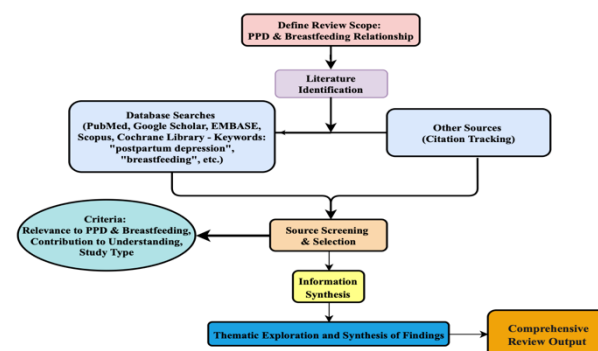 Define Review Scope:
PPD & Breastfeeding Relationship
Literature
Identification
Database Searches
(PubMed, Google Scholar, EMBASE,
Scopus, Cochrane Library - Keywords:
"postpartum depression",
"breastfeeding", etc.)
Other Sources
(Citation Tracking)
Criteria:
Relevance to PPD & Breastfeeding,
Contribution to Understanding,
Study Type
Source Screening
& Selection
Information
Synthesis
Thematic Exploration and Synthesis of Findings
Comprehensive
Review Output